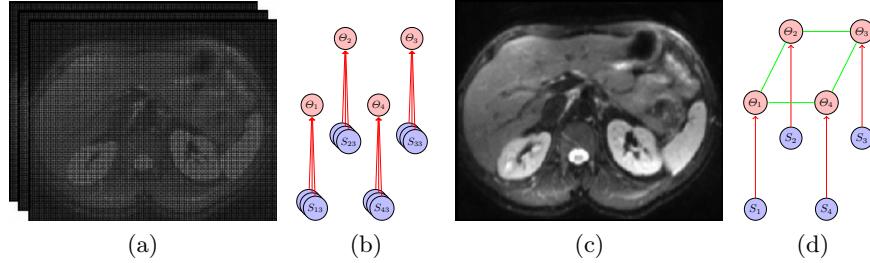 Θ₂ Θ₃
Θ₁ Θ₄
S₂₃ S₃₃
S₁₃ S₄₃
Θ₂ Θ₃
Θ₁ Θ₄
S₂ S₃
S₁ S₄
(a) (b) (c) (d)